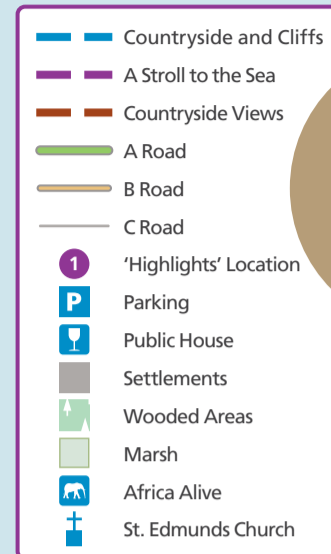 Countryside and Cliffs
A Stroll to the Sea
Countryside Views
A Road
B Road
C Road
1 'Highlights' Location
P Parking
Public House
Settlements
Wooded Areas
Marsh
Africa Alive
St. Edmunds Church